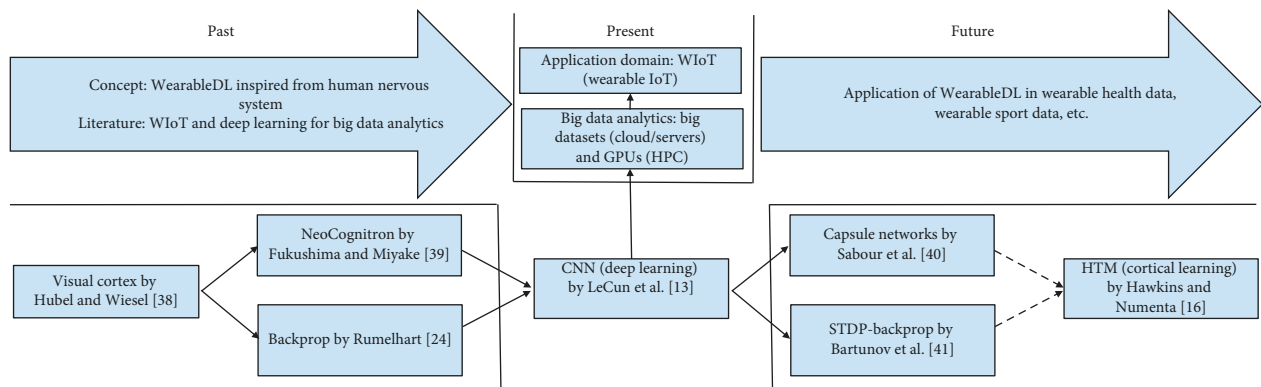 Past
Concept: WearableDL inspired from human nervous
system
Literature: WIoT and deep learning for big data analytics
Present
Application domain: WIoT
(wearable IoT)
Big data analytics: big
datasets (cloud/servers)
and GPUs (HPC)
Future
Application of WearableDL in wearable health data,
wearable sport data, etc.
Visual cortex by
Hubel and Wiesel [38]
NeoCognitron by
Fukushima and Miyake [39]
Backprop by Rumelhart [24]
CNN (deep learning)
by LeCun et al. [13]
Capsule networks by
Sabour et al. [40]
STDP-backprop by
Bartunov et al. [41]
HTM (cortical learning)
by Hawkins and
Numenta [16]